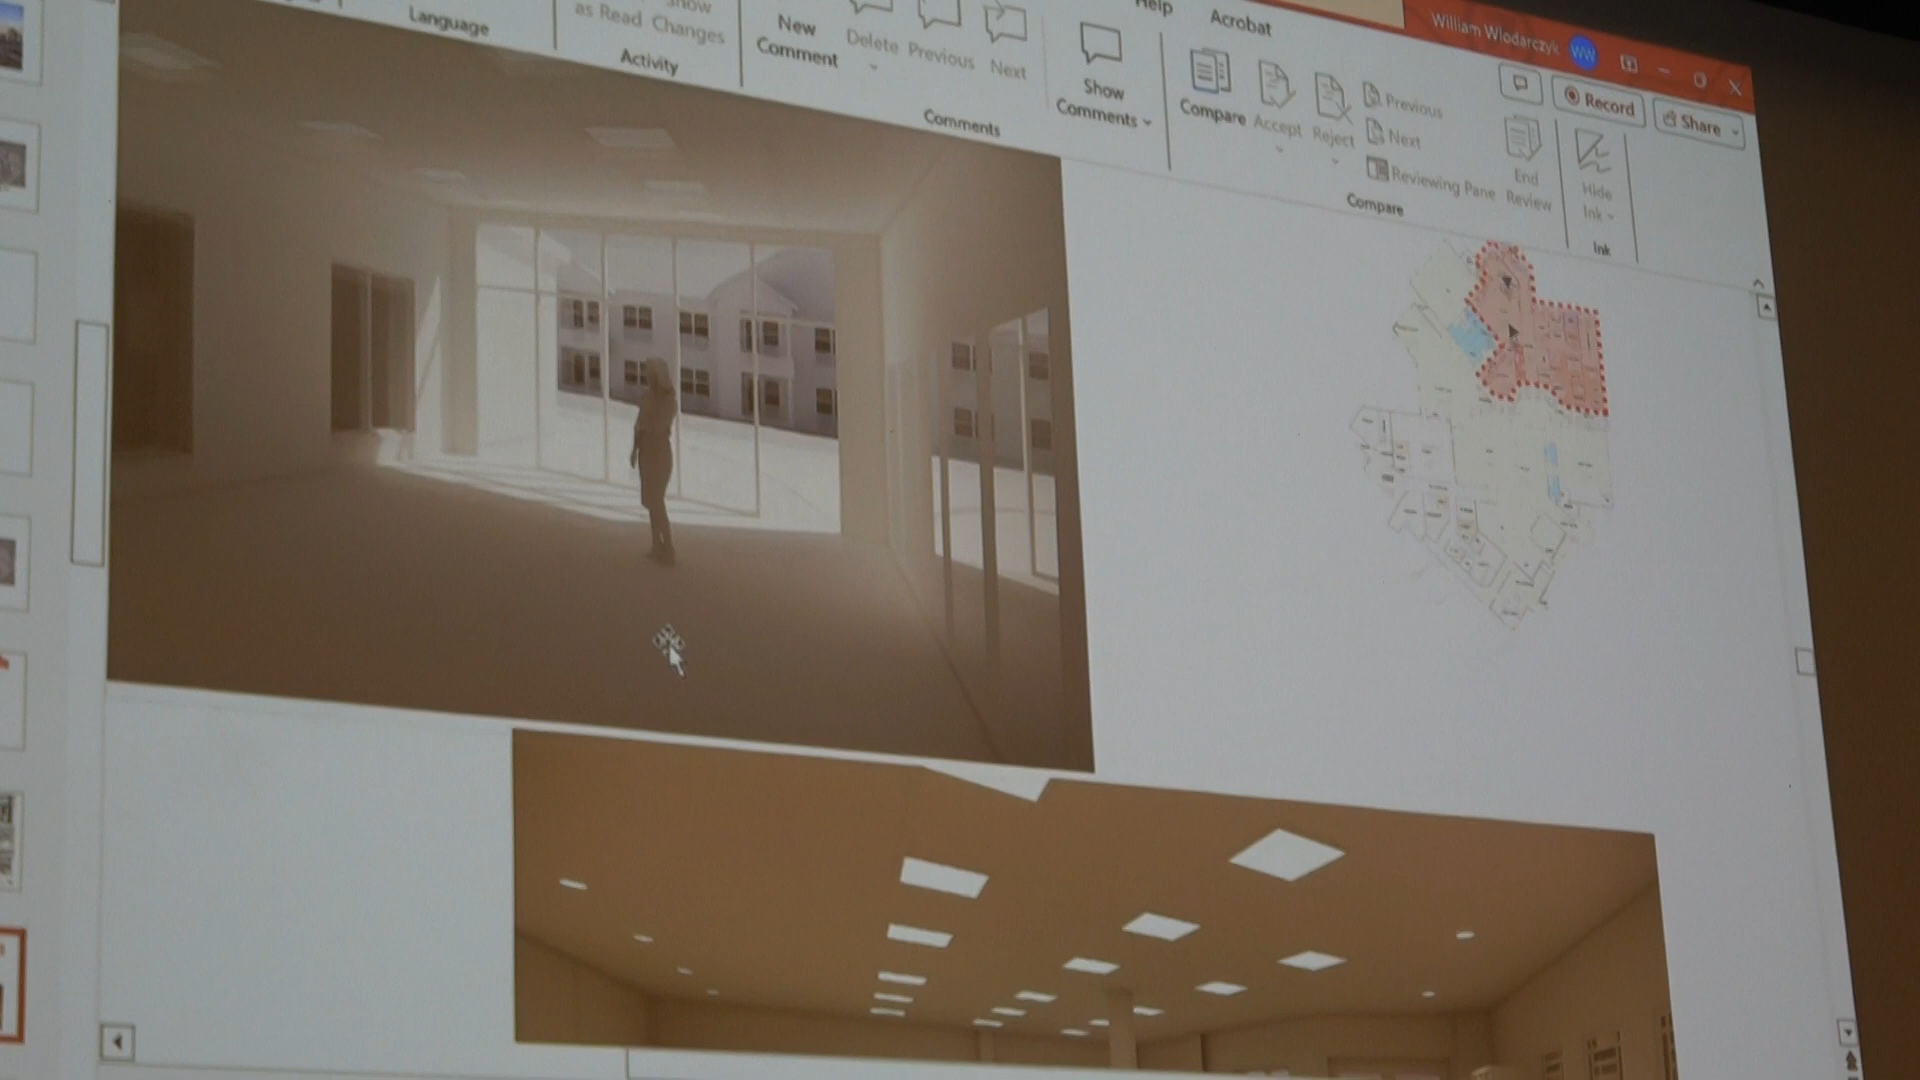 Help
Acrobat
William Wlodarczyk
WW
Language
as Read
Show
Changes
Activity
New
Comment
Delete
Previous
Next
Comments
Show
Comments
Compare
Accept
Reject
Previous
Next
Reviewing Pane
Compare
End
Review
Hide
Ink
Ink
Record
Share